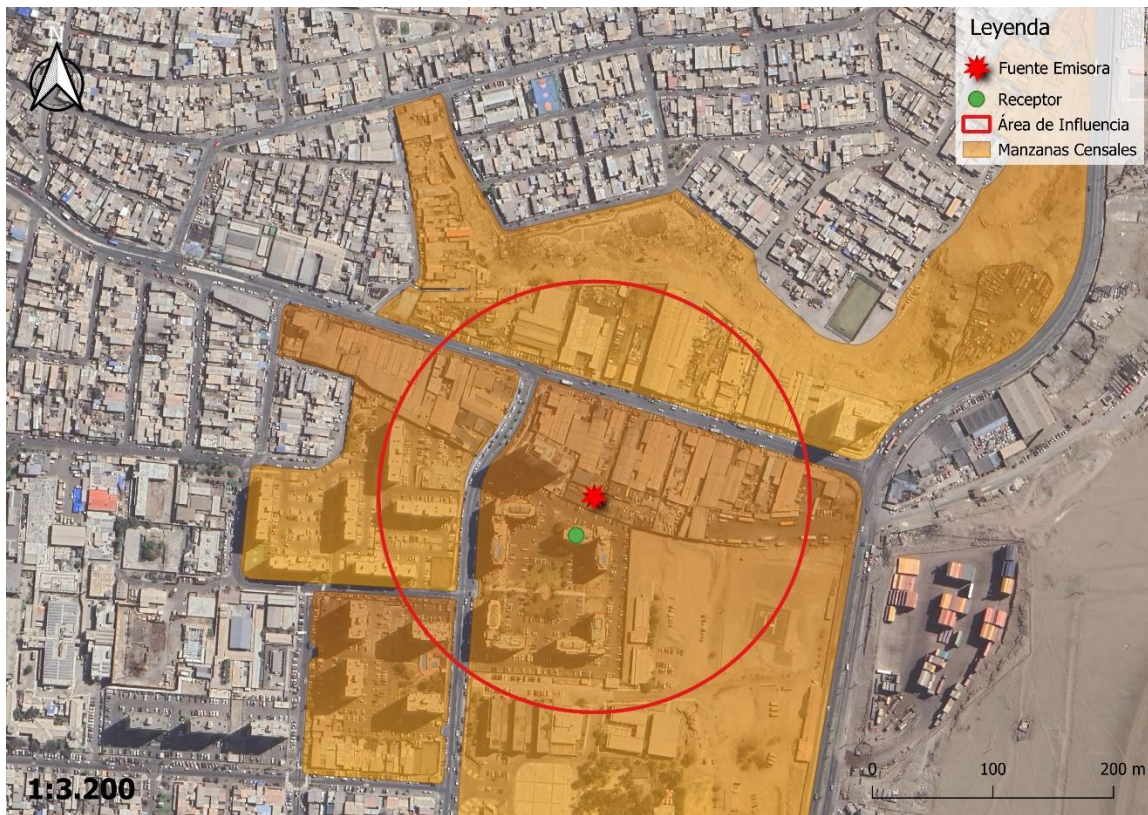 N
Leyenda
Fuente Emisora
Receptor
Área de Influencia
Manzanas Censales
1:3.200
0 100 200 m